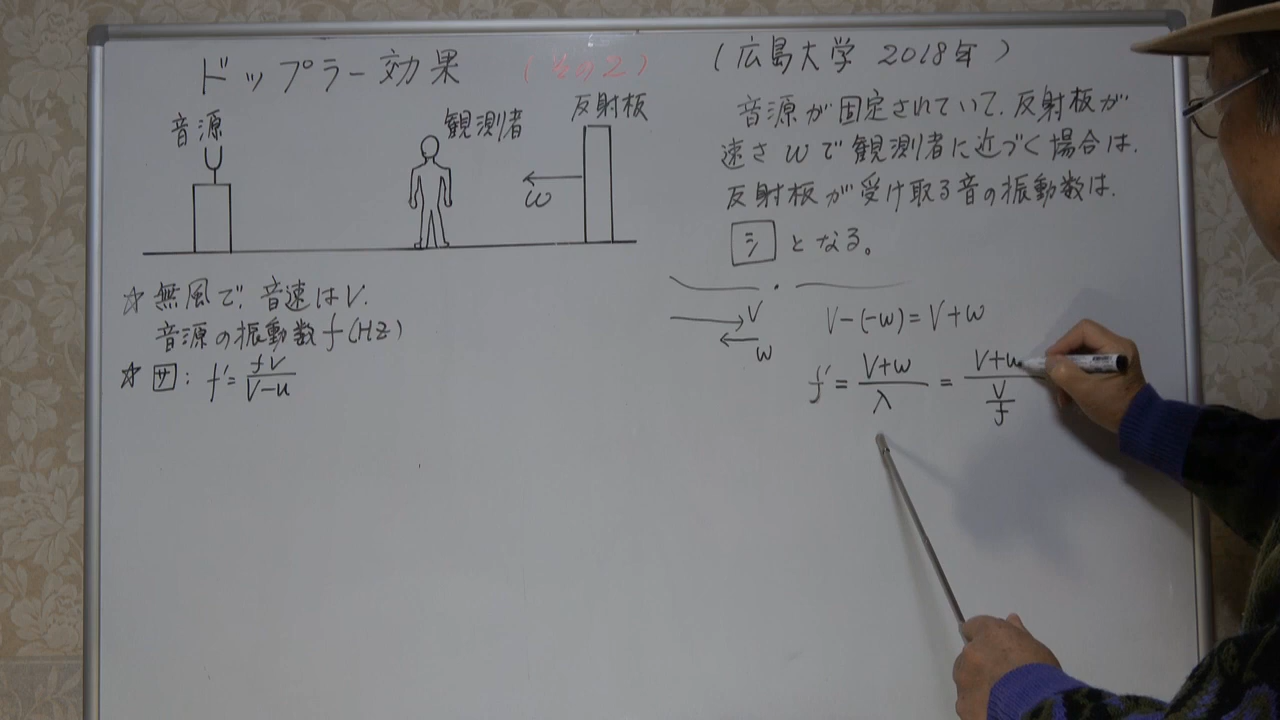 ドップラー効果 (その2)
音源
観測者
反射板
w
☆ 無風で、音速はV.
音源の振動数f(HZ)
☆ サ: f'= fV/V-u
(広島大学 2018年)
音源が固定されていて、反射板が
速さwで観測者に近づく場合は、
反射板が受け取る音の振動数は、
シ となる。
V
w
V-(-w)=V+w
f' = V+w/λ = V+w/(V/f)